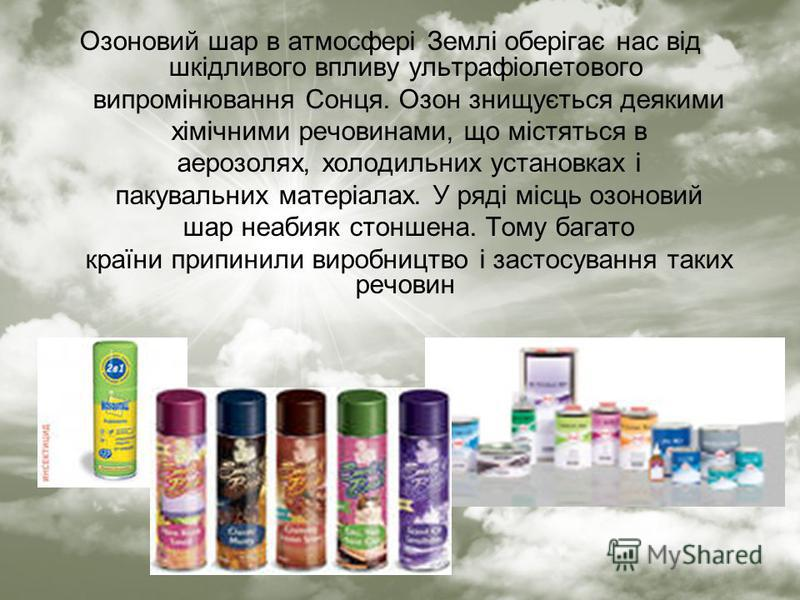 Озоновий шар в атмосфері Землі оберігає нас від
шкідливого впливу ультрафіолетового
випромінювання Сонця. Озон знищується деякими
хімічними речовинами, що містяться в
аерозолях, холодильних установках і
пакувальних матеріалах. У ряді місць озоновий
шар неабияк стоншена. Тому багато
країни припинили виробництво і застосування таких
речовин
2в1
ИНСЕКТИЦИД
MyShared